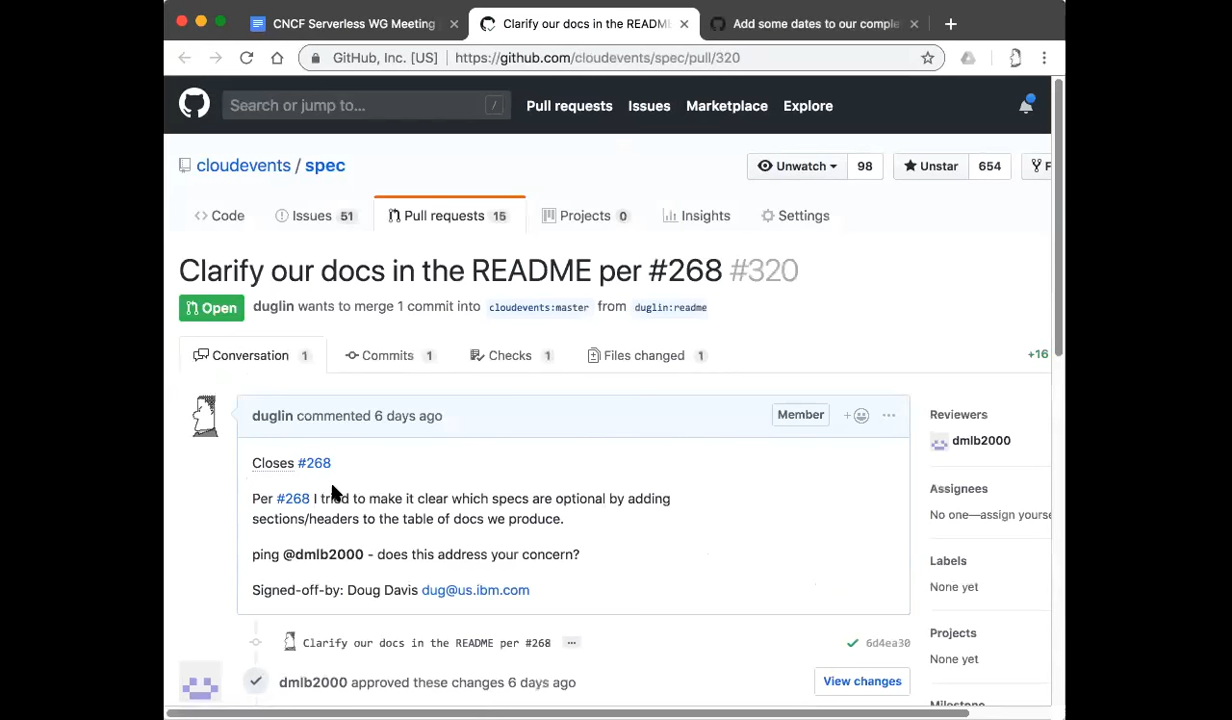 CNCF Serverless WG Meeting
Clarify our docs in the README
Add some dates to our comple
GitHub, Inc. [US] https://github.com/cloudevents/spec/pull/320
Search or jump to... /
Pull requests Issues Marketplace Explore
cloudevents / spec
Unwatch 98 Unstar 654 F
Code Issues 51 Pull requests 15 Projects 0 Insights Settings
Clarify our docs in the README per #268 #320
Open duglin wants to merge 1 commit into cloudevents:master from duglin:readme
Conversation 1 Commits 1 Checks 1 Files changed 1 +16
duglin commented 6 days ago Member
Closes #268
Per #268 I tried to make it clear which specs are optional by adding
sections/headers to the table of docs we produce.
ping @dmlb2000 - does this address your concern?
Signed-off-by: Doug Davis dug@us.ibm.com
Clarify our docs in the README per #268 ... 6d4ea30
dmlb2000 approved these changes 6 days ago View changes
Reviewers
dmlb2000
Assignees
No one—assign yourse
Labels
None yet
Projects
None yet
Milestone